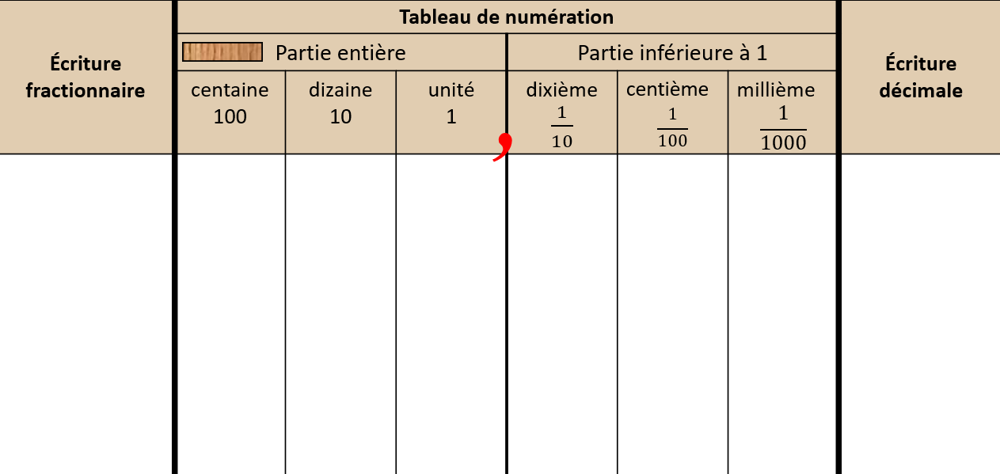 Tableau de numération
Écriture
fractionnaire
Partie entière
Partie inférieure à 1
Écriture
décimale
centaine
100
dizaine
10
unité
1
,
dixième
1
10
centième
1
100
millième
1
1000